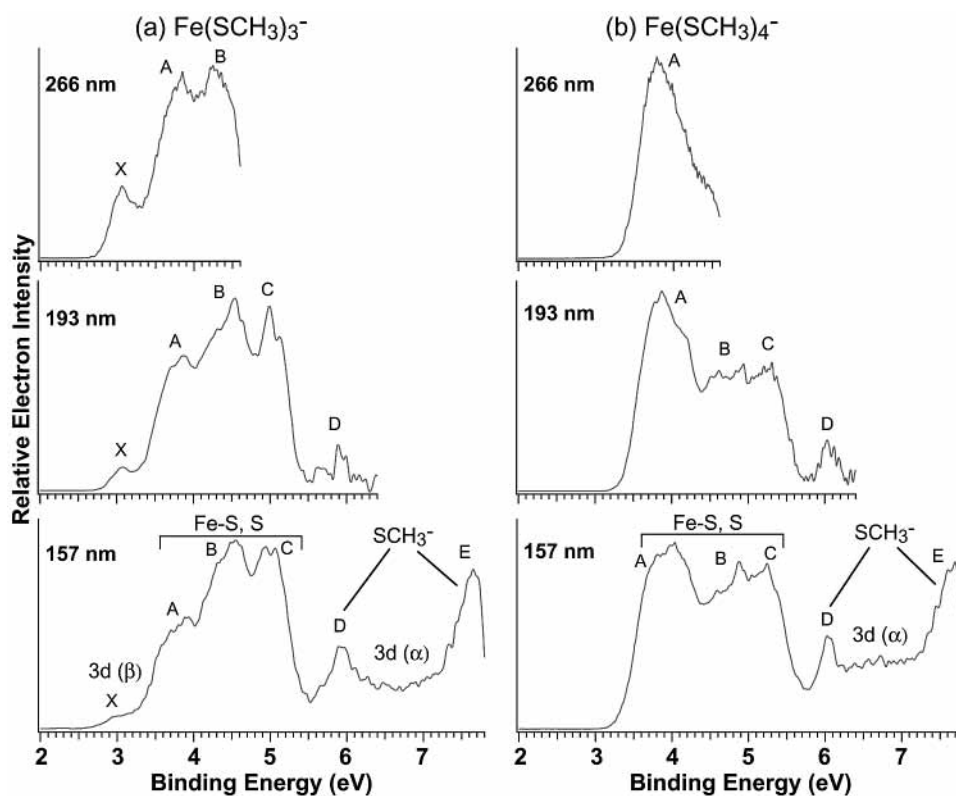 (a) Fe(SCH₃)₃⁻
(b) Fe(SCH₃)₄⁻
Relative Electron Intensity
266 nm
X
A
B
266 nm
A
193 nm
X
A
B
C
D
193 nm
A
B
C
D
157 nm
Fe-S, S
SCH₃⁻
3d (β)
X
A
B
C
D
3d (α)
E
157 nm
Fe-S, S
SCH₃⁻
A
B
C
D
3d (α)
E
2 3 4 5 6 7
2 3 4 5 6 7
Binding Energy (eV)
Binding Energy (eV)